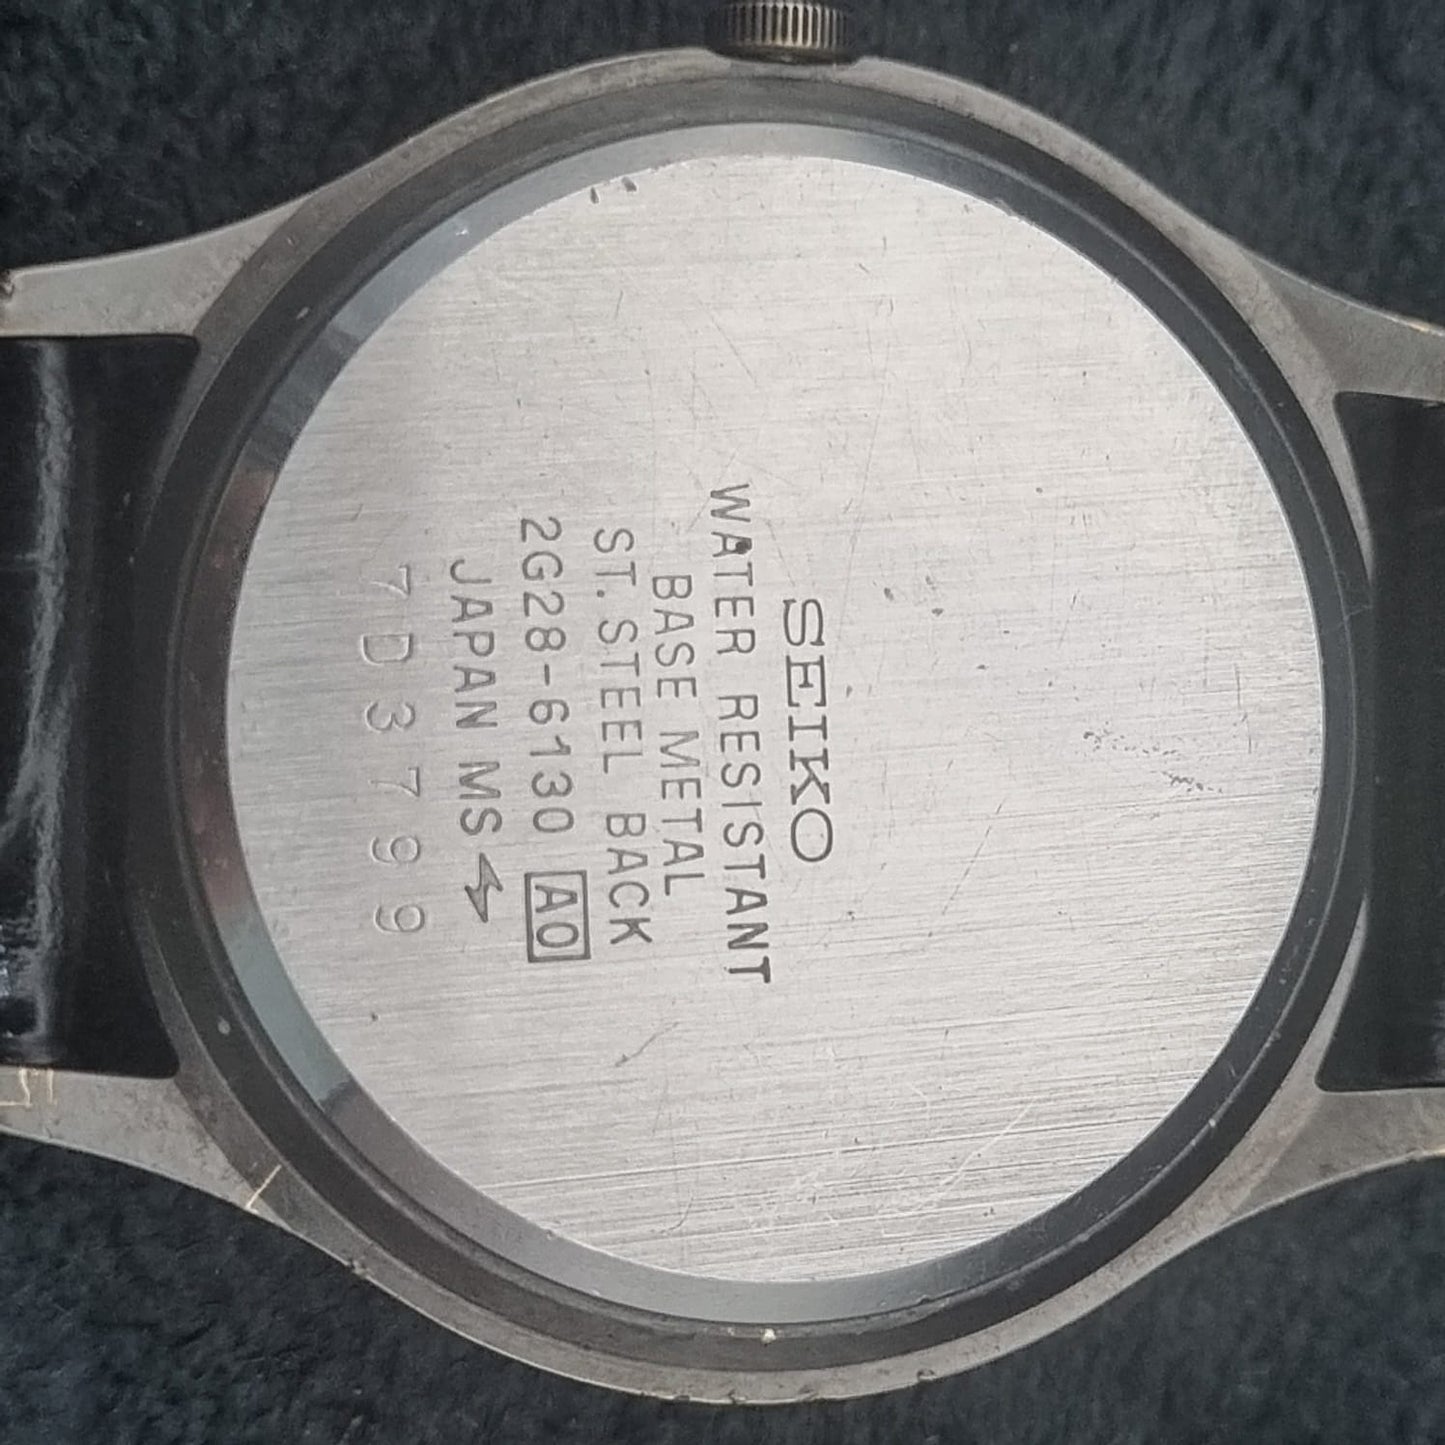 SEIKO
WATER RESISTANT
BASE METAL
ST.STEEL BACK
2G28-6130 A0
JAPAN MS
7D3799